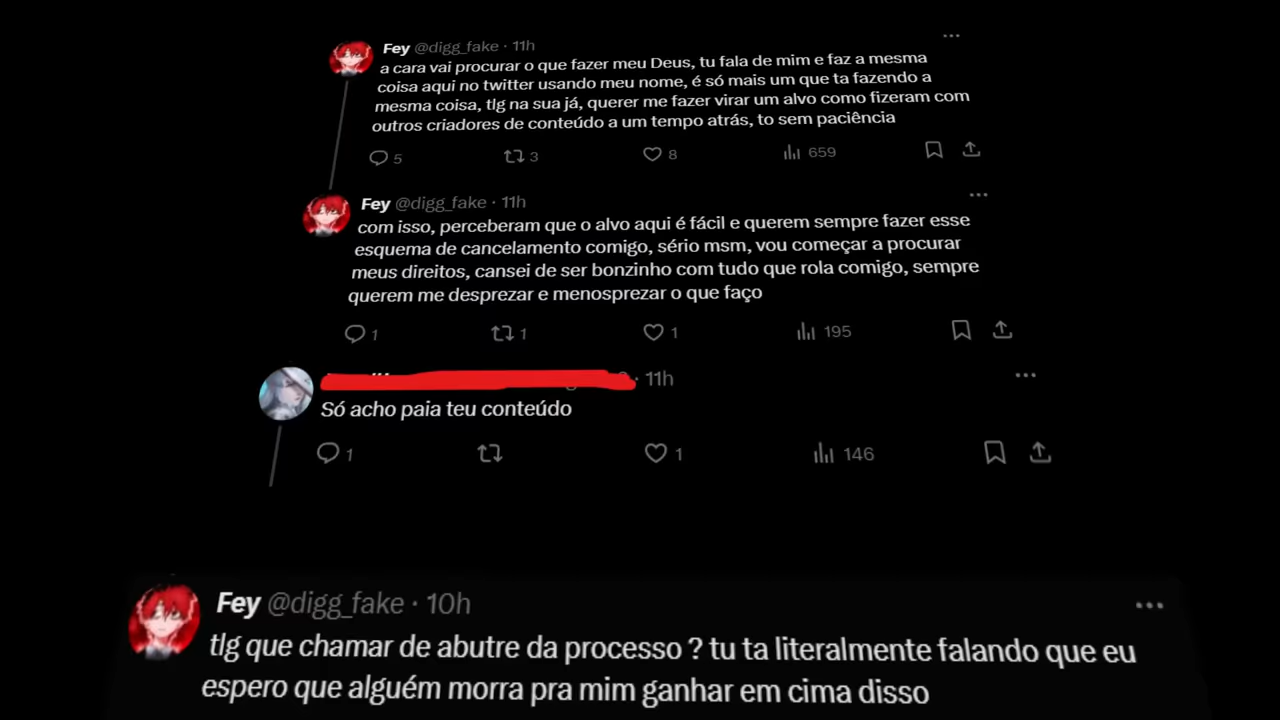 Fey @digg_fake · 11h
a cara vai procurar o que fazer meu Deus, tu fala de mim e faz a mesma
coisa aqui no twitter usando meu nome, é só mais um que ta fazendo a
mesma coisa, tlg na sua já, querer me fazer virar um alvo como fizeram com
outros criadores de conteúdo a um tempo atrás, to sem paciência
5 3 8 659
Fey @digg_fake · 11h
com isso, perceberam que o alvo aqui é fácil e querem sempre fazer esse
esquema de cancelamento comigo, sério msm, vou começar a procurar
meus direitos, cansei de ser bonzinho com tudo que rola comigo, sempre
querem me desprezar e menosprezar o que faço
1 1 1 195
· 11h
Só acho paia teu conteúdo
1 1 146
Fey @digg_fake · 10h
tlg que chamar de abutre da processo ? tu ta literalmente falando que eu
espero que alguém morra pra mim ganhar em cima disso